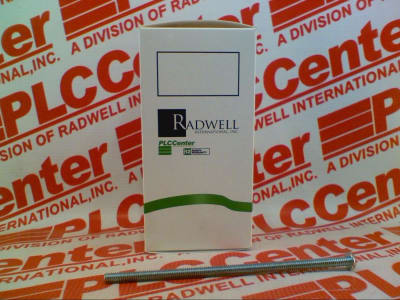 PLCCenter
A DIVISION OF RADWELL INTERNATIONAL, INC.
RADWELL
INTERNATIONAL, INC.
PLCCenter